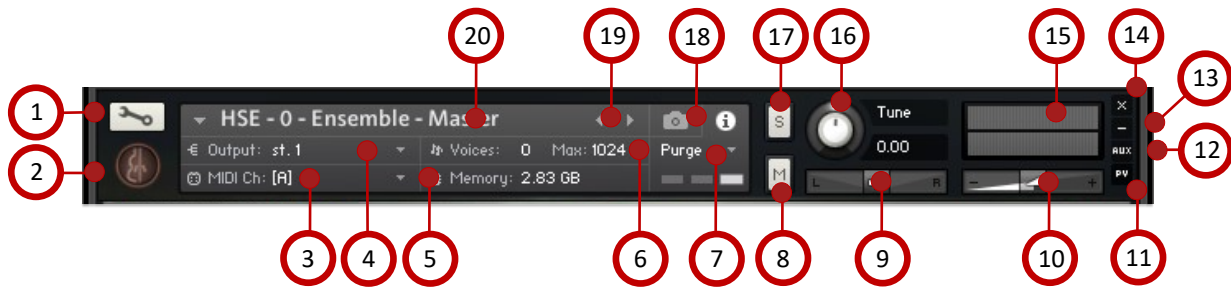 20 19 18 17 16 15 14
13
1
2
12
HSE - 0 - Ensemble - Master
i
S
Tune
×
−
Output: st.1
Voices: 0 Max: 1024
Purge
0.00
AUX
MIDI Ch: [A]
Memory: 2.83 GB
M
L R
− +
PV
3 4 5 6 7 8 9 10 11